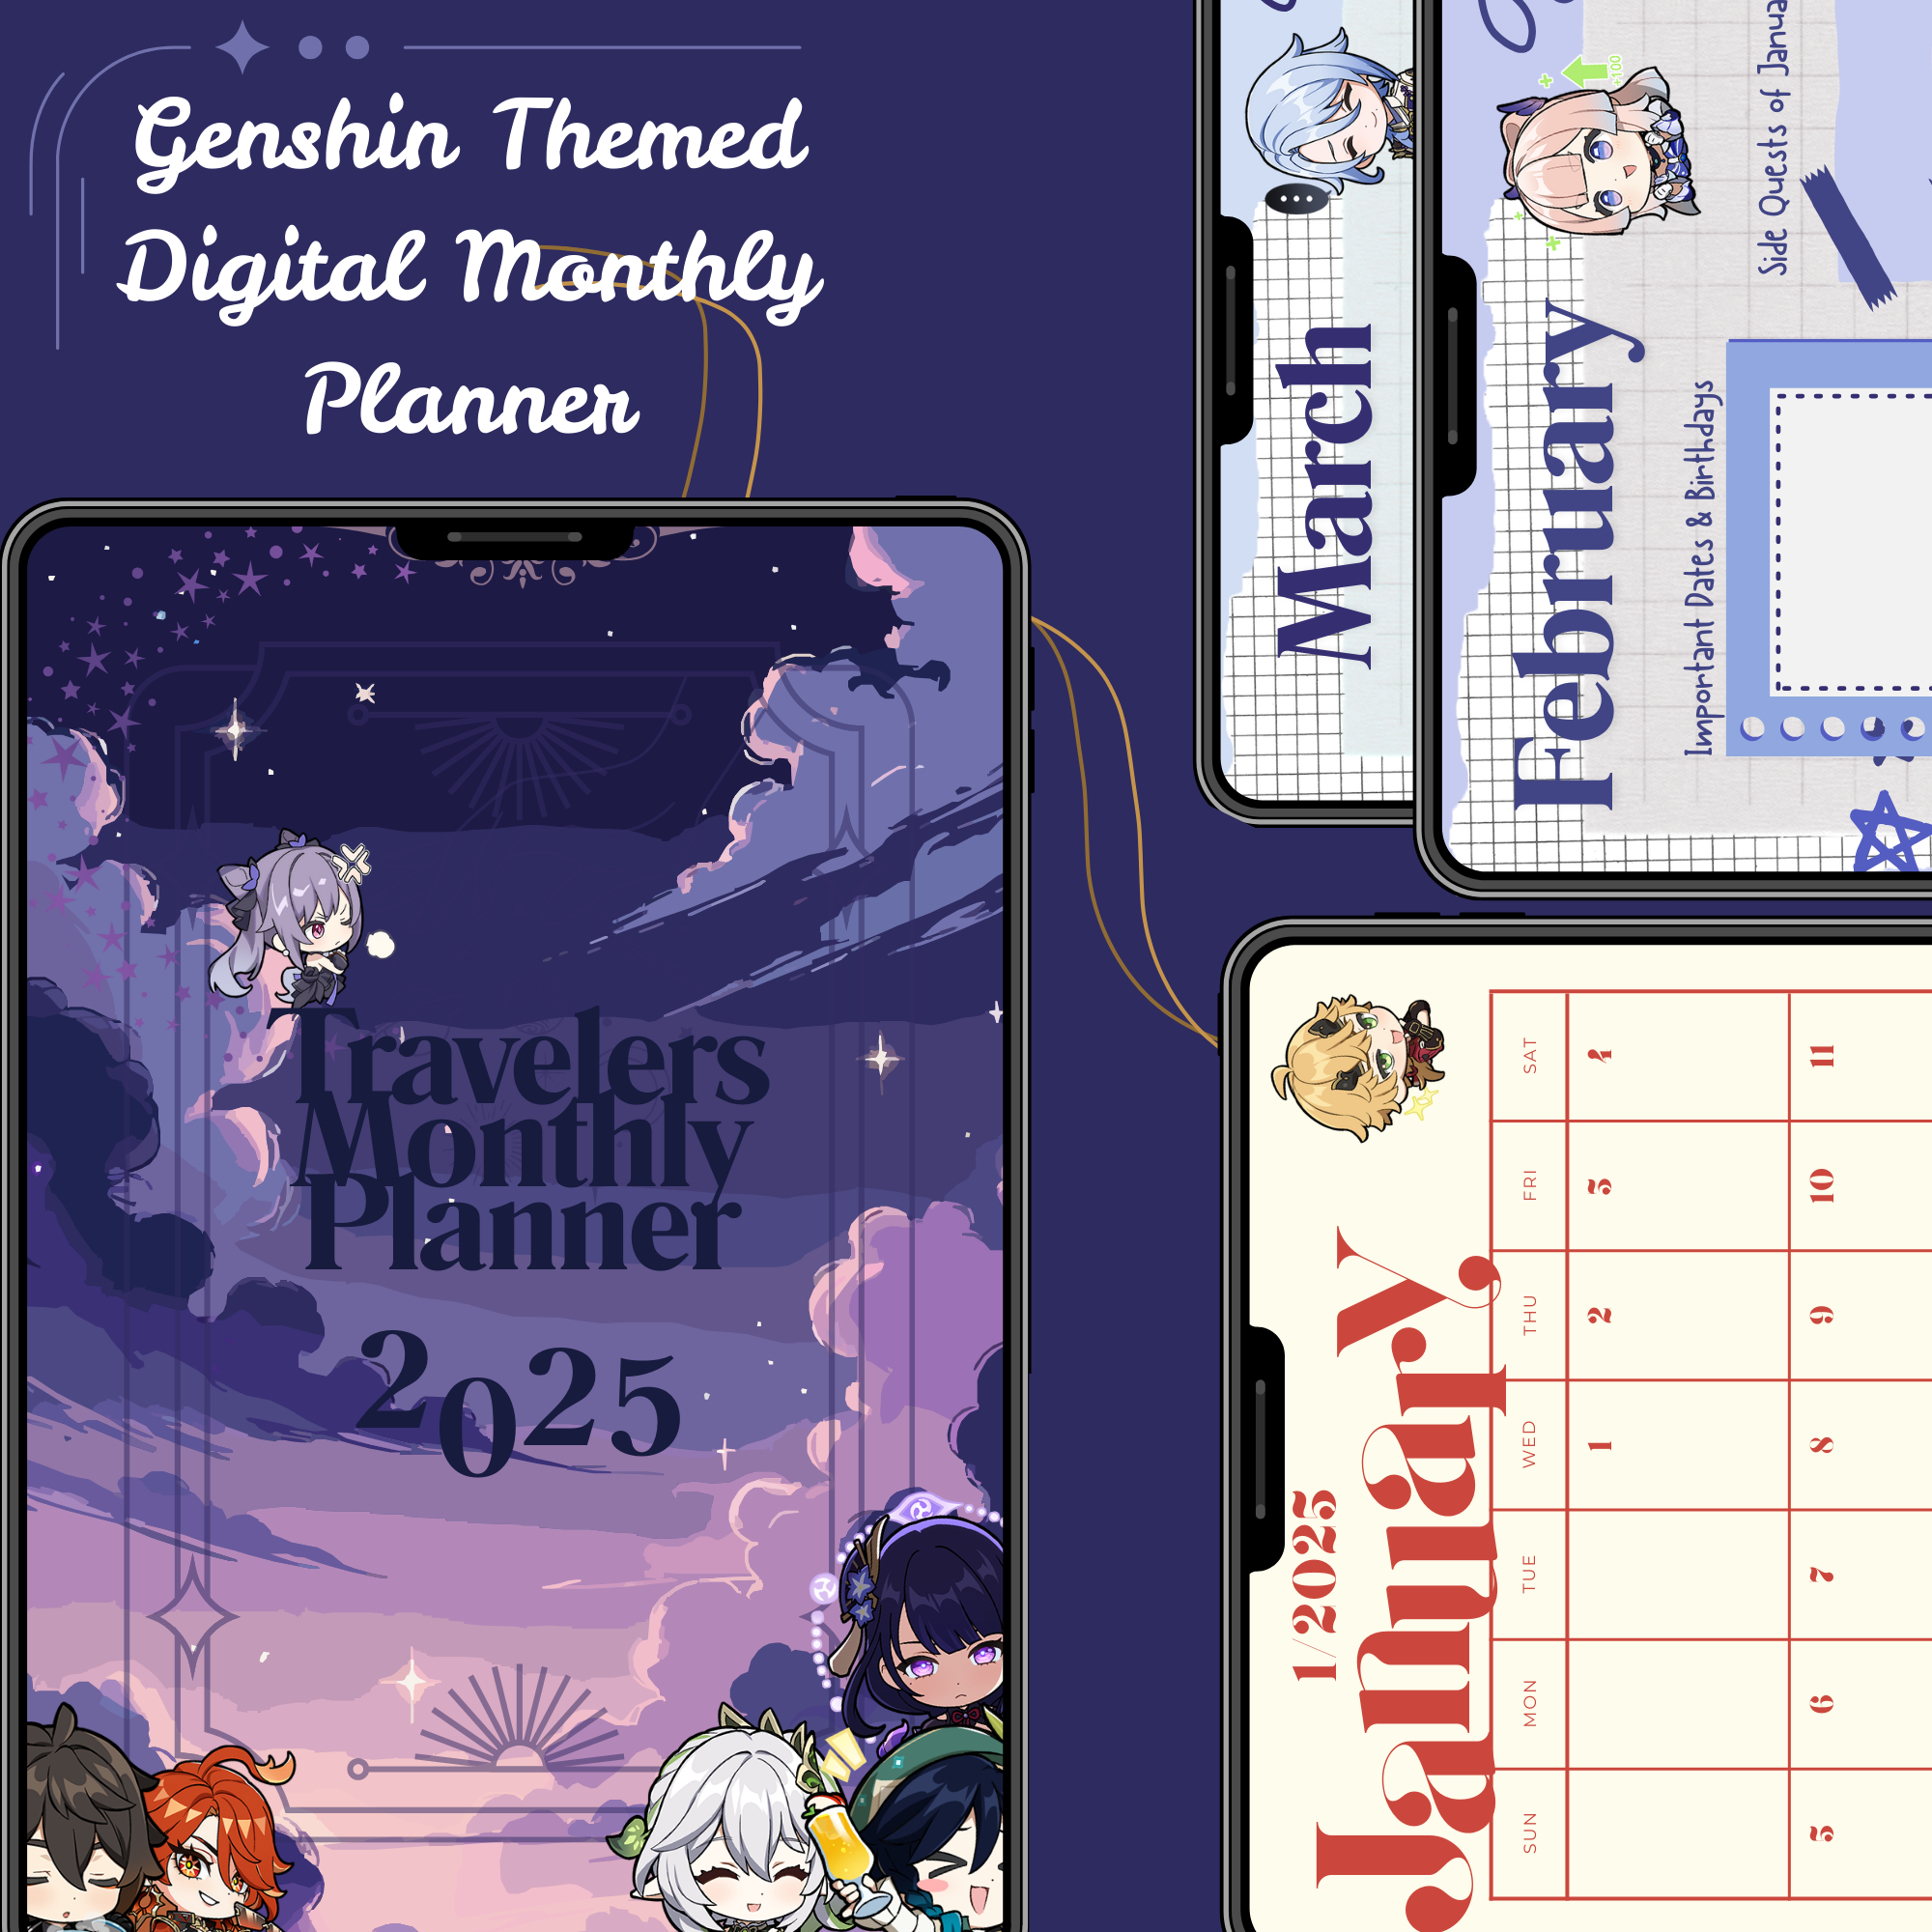 Genshin Themed
Digital Monthly
Planner
Travelers
Monthly
Planner
2025
March
February
+100
Important Dates & Birthdays
Side Quests of Janua
1/2025
January
SUN MON TUE WED THU FRI SAT
1 2 3 4
5 6 7 8 9 10 11